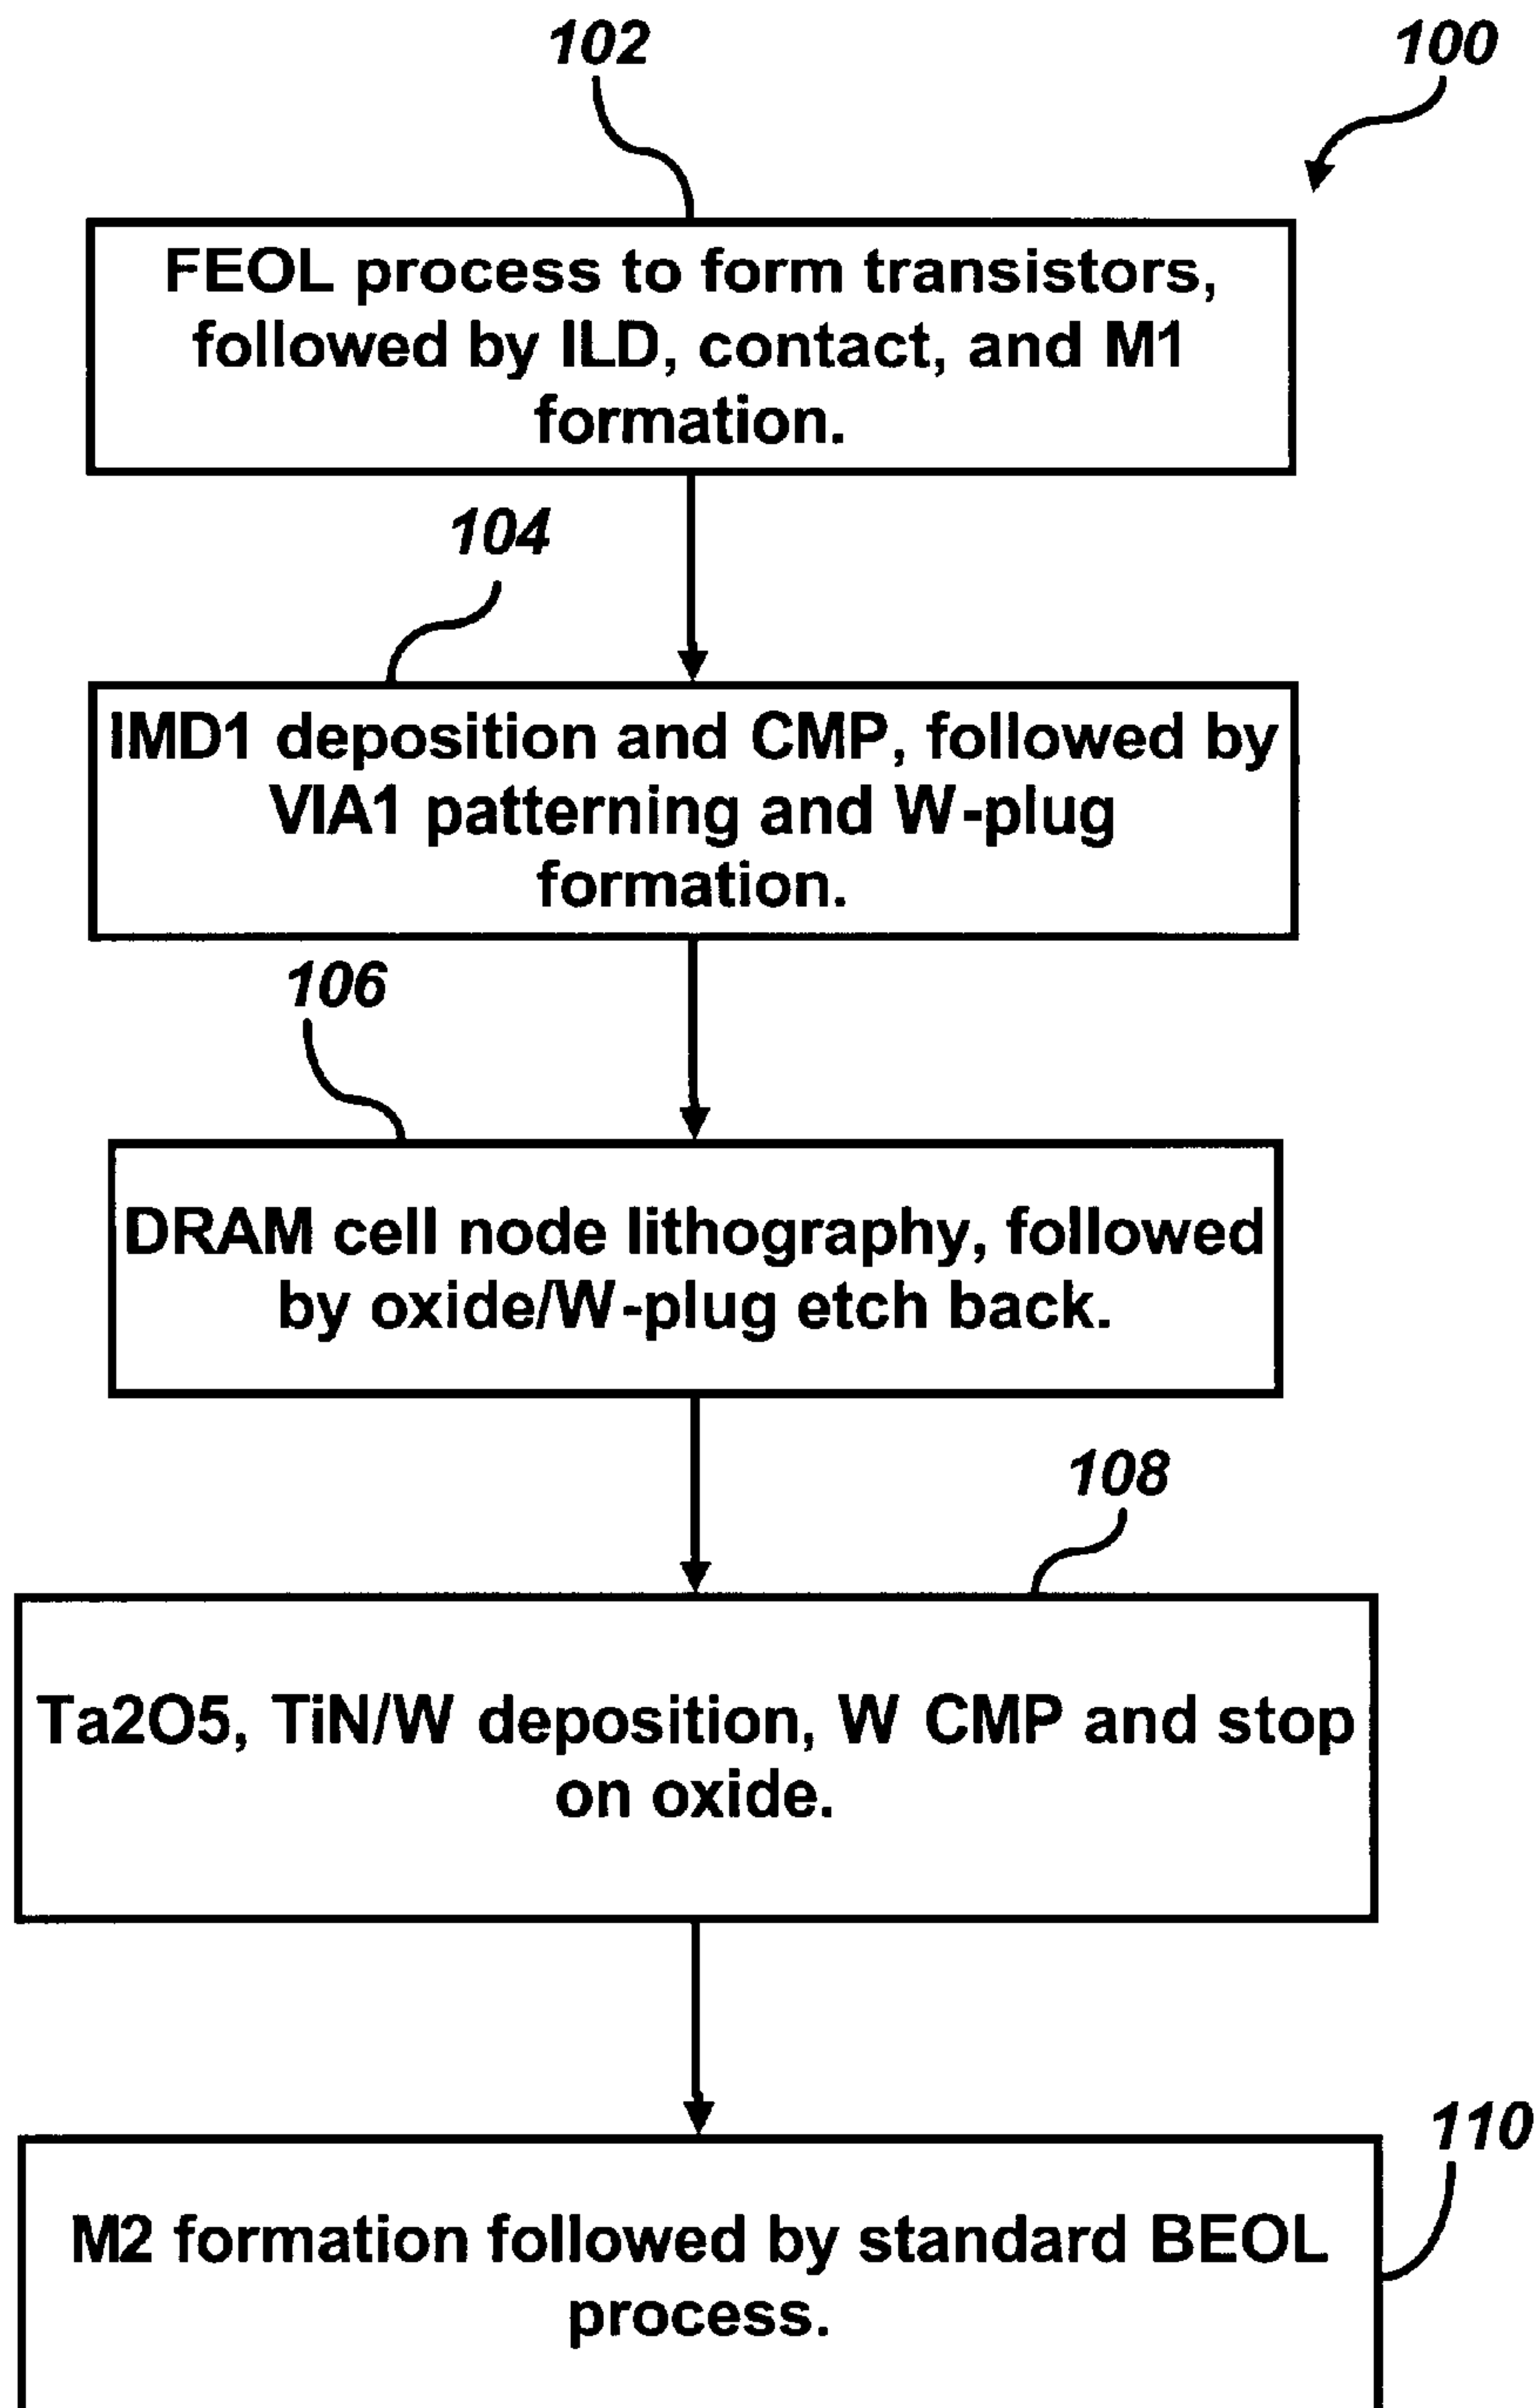 102
100
FEOL process to form transistors,
followed by ILD, contact, and M1
formation.
104
IMD1 deposition and CMP, followed by
VIA1 patterning and W-plug
formation.
106
DRAM cell node lithography, followed
by oxide/W-plug etch back.
108
Ta2O5, TiN/W deposition, W CMP and stop
on oxide.
110
M2 formation followed by standard BEOL
process.